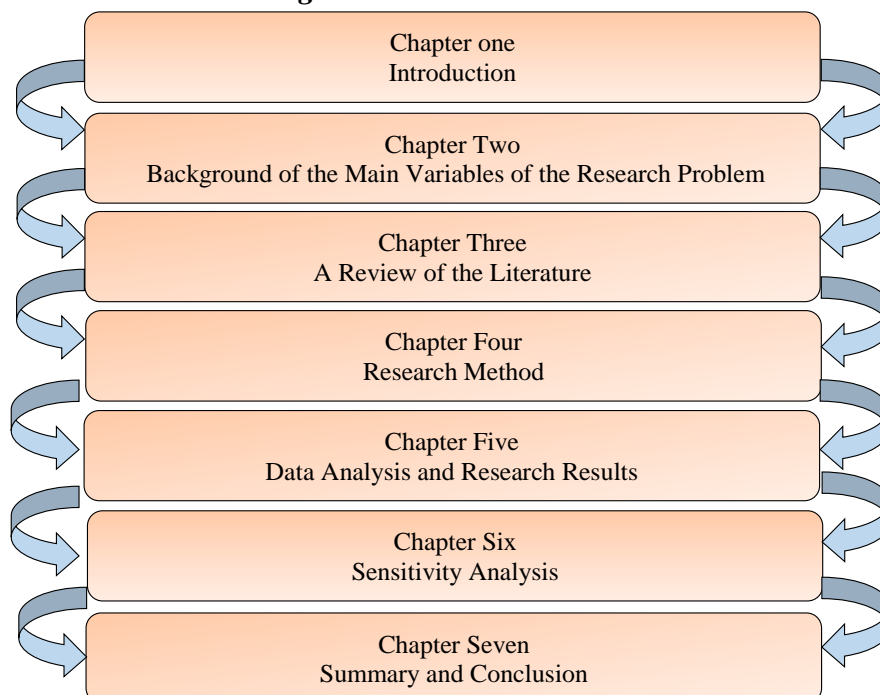 Chapter one
Introduction
Chapter Two
Background of the Main Variables of the Research Problem
Chapter Three
A Review of the Literature
Chapter Four
Research Method
Chapter Five
Data Analysis and Research Results
Chapter Six
Sensitivity Analysis
Chapter Seven
Summary and Conclusion